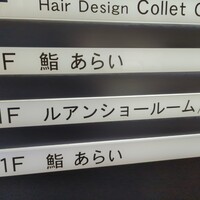 Hair Design Collet
F 鮨 あらい
1F ルアンショールーム
1F 鮨 あらい